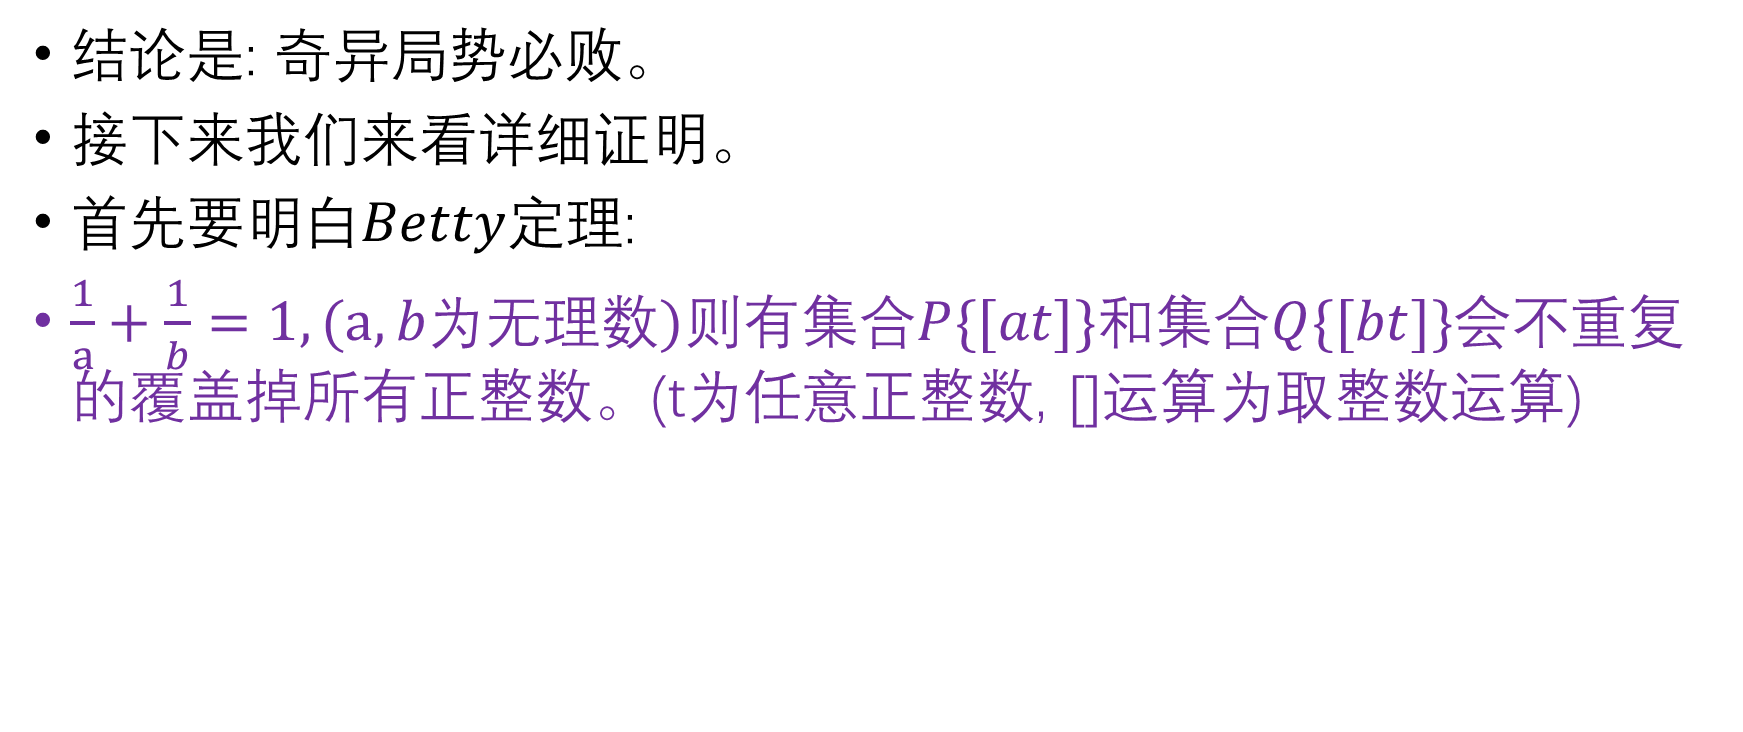 • 结论是: 奇异局势必败。
• 接下来我们来看详细证明。
• 首先要明白Betty定理:
• 1/a + 1/b = 1, (a, b为无理数)则有集合P{[at]}和集合Q{[bt]}会不重复
的覆盖掉所有正整数。(t为任意正整数, []运算为取整数运算)